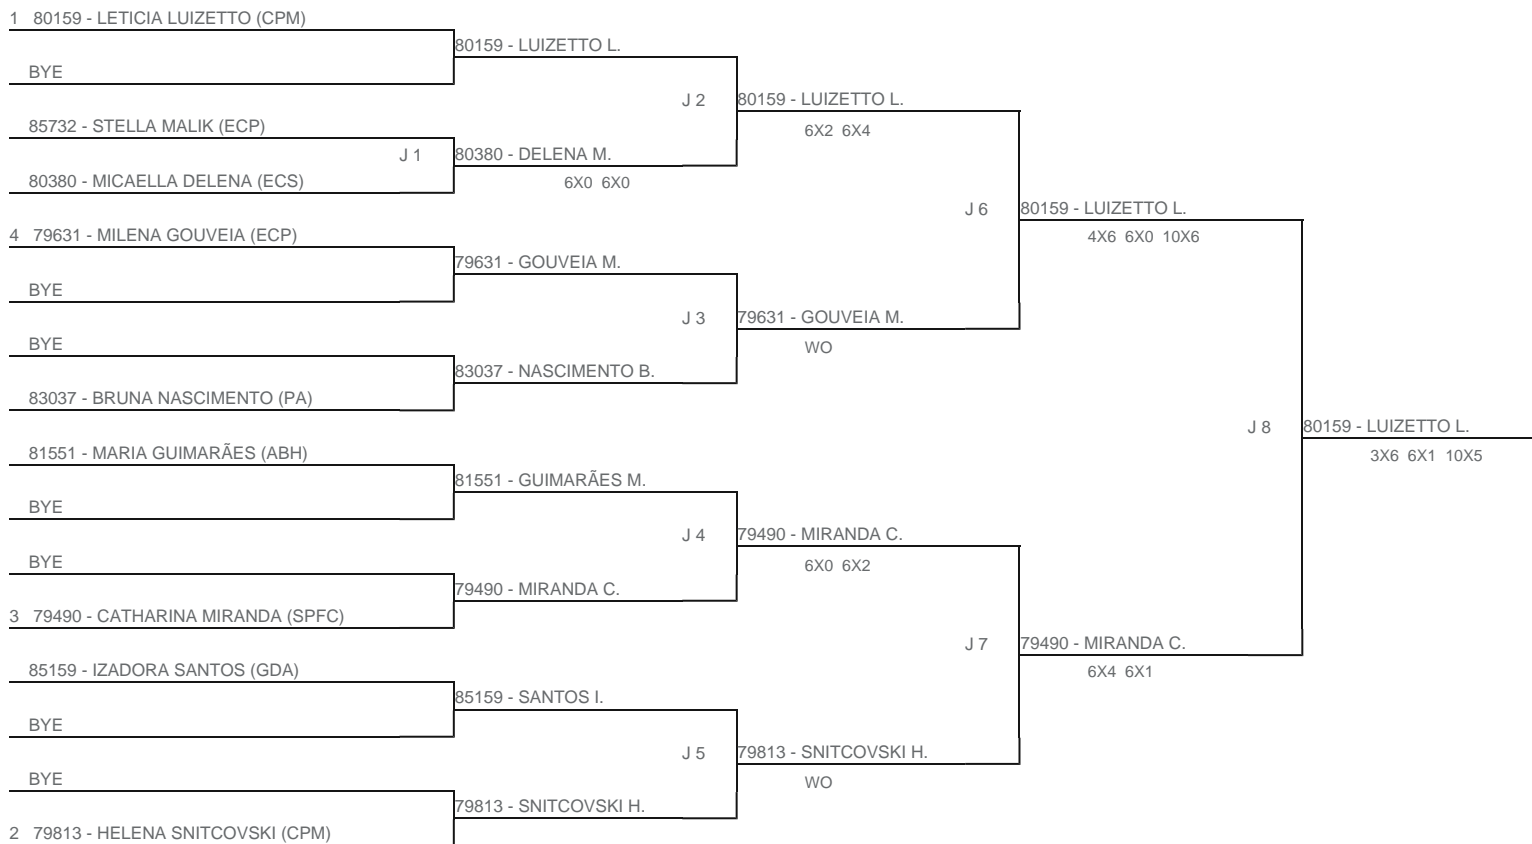 1 80159 - LETICIA LUIZETTO (CPM)
80159 - LUIZETTO L.
BYE
J 2
80159 - LUIZETTO L.
6X2 6X4
85732 - STELLA MALIK (ECP)
J 1
80380 - DELENA M.
6X0 6X0
80380 - MICAELLA DELENA (ECS)
J 6
80159 - LUIZETTO L.
4X6 6X0 10X6
4 79631 - MILENA GOUVEIA (ECP)
79631 - GOUVEIA M.
BYE
J 3
79631 - GOUVEIA M.
WO
BYE
83037 - NASCIMENTO B.
83037 - BRUNA NASCIMENTO (PA)
J 8
80159 - LUIZETTO L.
3X6 6X1 10X5
81551 - MARIA GUIMARÃES (ABH)
81551 - GUIMARÃES M.
BYE
J 4
79490 - MIRANDA C.
6X0 6X2
BYE
79490 - MIRANDA C.
3 79490 - CATHARINA MIRANDA (SPFC)
J 7
79490 - MIRANDA C.
6X4 6X1
85159 - IZADORA SANTOS (GDA)
85159 - SANTOS I.
BYE
J 5
79813 - SNITCOVSKI H.
WO
BYE
79813 - SNITCOVSKI H.
2 79813 - HELENA SNITCOVSKI (CPM)